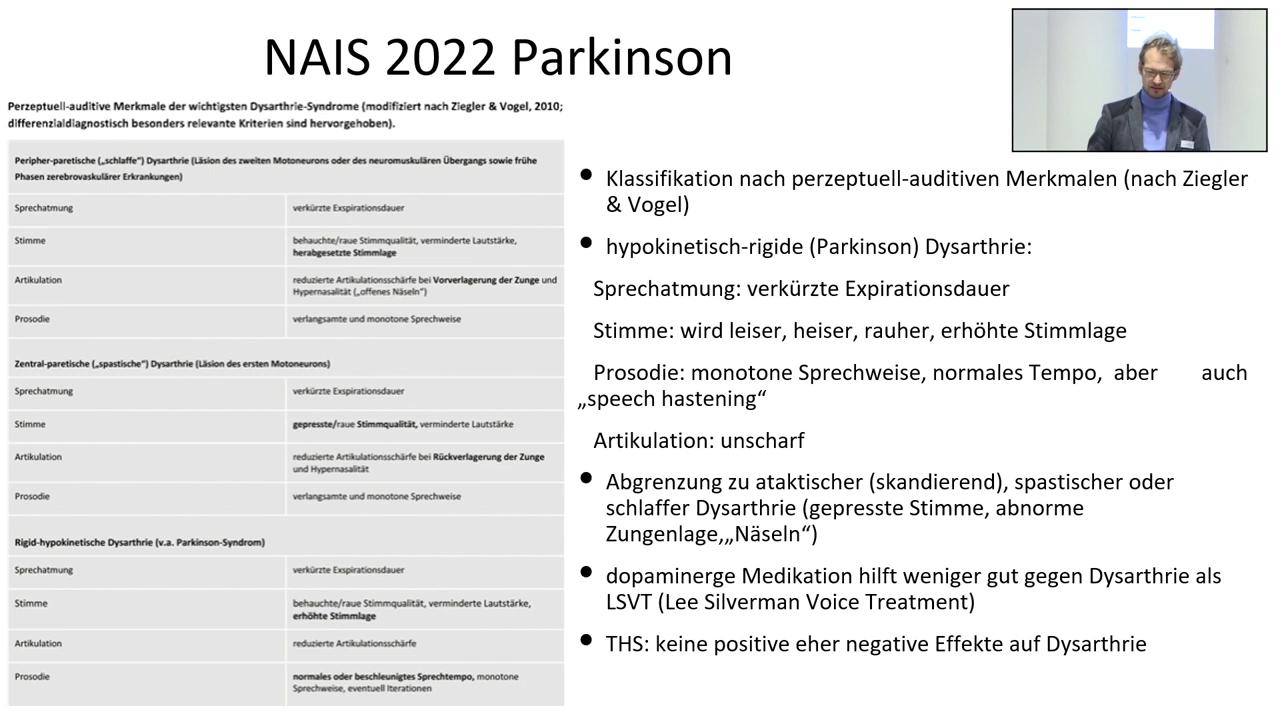 NAIS 2022 Parkinson
Perzeptuell-auditive Merkmale der wichtigsten Dysarthrie-Syndrome (modifiziert nach Ziegler & Vogel, 2010;
differenzialdiagnostisch besonders relevante Kriterien sind hervorgehoben).
Peripher-paretische („schlaffe“) Dysarthrie (Läsion des zweiten Motoneurons oder des neuromuskulären Übergangs sowie frühe
Phasen zerebrovaskulärer Erkrankungen)
Sprechatmung verkürzte Exspirationsdauer
Stimme behauchte/raue Stimmqualität, verminderte Lautstärke,
herabgesetzte Stimmlage
Artikulation reduzierte Artikulationsschärfe bei Vorverlagerung der Zunge und
Hypernasalität („offenes Näseln“)
Prosodie verlangsamte und monotone Sprechweise
Zentral-paretische („spastische“) Dysarthrie (Läsion des ersten Motoneurons)
Sprechatmung verkürzte Exspirationsdauer
Stimme gepresste/raue Stimmqualität, verminderte Lautstärke
Artikulation reduzierte Artikulationsschärfe bei Rückverlagerung der Zunge
und Hypernasalität
Prosodie verlangsamte und monotone Sprechweise
Rigid-hypokinetische Dysarthrie (v.a. Parkinson-Syndrom)
Sprechatmung verkürzte Exspirationsdauer
Stimme behauchte/raue Stimmqualität, verminderte Lautstärke,
erhöhte Stimmlage
Artikulation reduzierte Artikulationsschärfe
Prosodie normales oder beschleunigtes Sprechtempo, monotone
Sprechweise, eventuell Iterationen
• Klassifikation nach perzeptuell-auditiven Merkmalen (nach Ziegler
& Vogel)
• hypokinetisch-rigide (Parkinson) Dysarthrie:
Sprechatmung: verkürzte Expirationsdauer
Stimme: wird leiser, heiser, rauher, erhöhte Stimmlage
Prosodie: monotone Sprechweise, normales Tempo, aber auch
„speech hastening“
Artikulation: unscharf
• Abgrenzung zu ataktischer (skandierend), spastischer oder
schlaffer Dysarthrie (gepresste Stimme, abnorme
Zungenlage,„Näseln“)
• dopaminerge Medikation hilft weniger gut gegen Dysarthrie als
LSVT (Lee Silverman Voice Treatment)
• THS: keine positive eher negative Effekte auf Dysarthrie